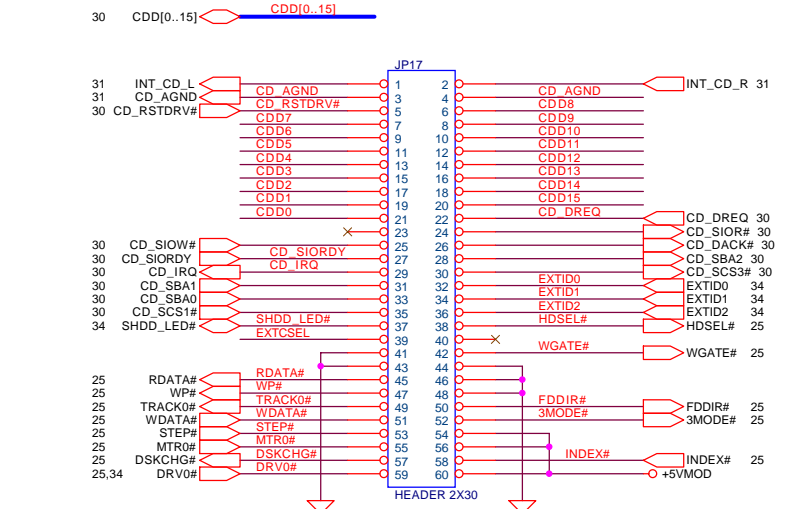 CDD[0..15]
30 CDD[0..15]
JP17
31 INT_CD_L 1 2 INT_CD_R 31
31 CD_AGND CD_AGND 3 4 CD_AGND
30 CD_RSTDRV# CD_RSTDRV# 5 6 CDD8
CDD7 7 8 CDD9
CDD6 9 10 CDD10
CDD5 11 12 CDD11
CDD4 13 14 CDD12
CDD3 15 16 CDD13
CDD2 17 18 CDD14
CDD1 19 20 CDD15
CDD0 21 22 CD_DREQ CD_DREQ 30
23 24 CD_SIOR# 30
30 CD_SIOW# 25 26 CD_DACK# 30
30 CD_SIORDY CD_SIORDY 27 28 CD_SBA2 30
30 CD_IRQ CD_IRQ 29 30 CD_SCS3# 30
30 CD_SBA1 31 32 EXTID0 EXTID0 34
30 CD_SBA0 33 34 EXTID1 EXTID1 34
30 CD_SCS1# 35 36 EXTID2 EXTID2 34
34 SHDD_LED# SHDD_LED# 37 38 HDSEL# HDSEL# 25
EXTCSEL 39 40
41 42 WGATE# WGATE# 25
43 44
25 RDATA# RDATA# 45 46
25 WP# WP# 47 48
25 TRACK0# TRACK0# 49 50 FDDIR# FDDIR# 25
25 WDATA# WDATA# 51 52 3MODE# 3MODE# 25
25 STEP# STEP# 53 54
25 MTR0# MTR0# 55 56
25 DSKCHG# DSKCHG# 57 58 INDEX# INDEX# 25
25,34 DRV0# DRV0# 59 60 +5VMOD
HEADER 2X30